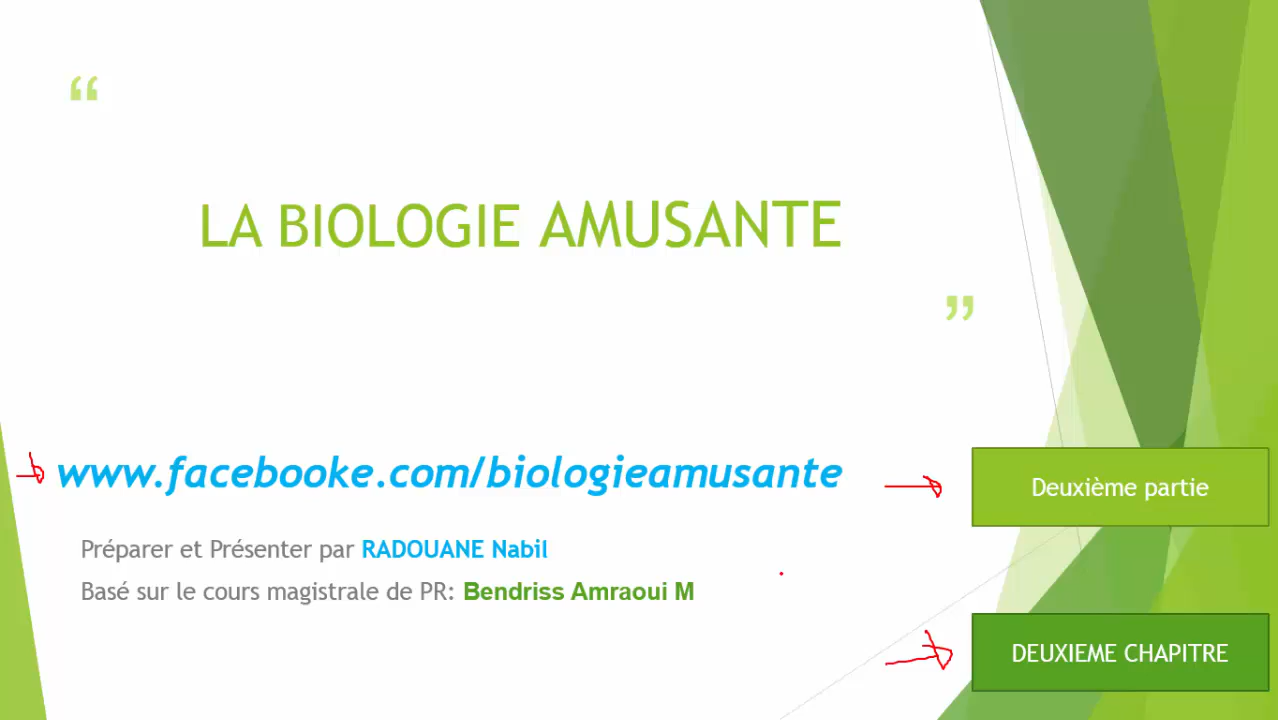 “
LA BIOLOGIE AMUSANTE
”
www.facebooke.com/biologieamusante
Deuxième partie
Préparer et Présenter par RADOUANE Nabil
Basé sur le cours magistrale de PR: Bendriss Amraoui M
DEUXIEME CHAPITRE